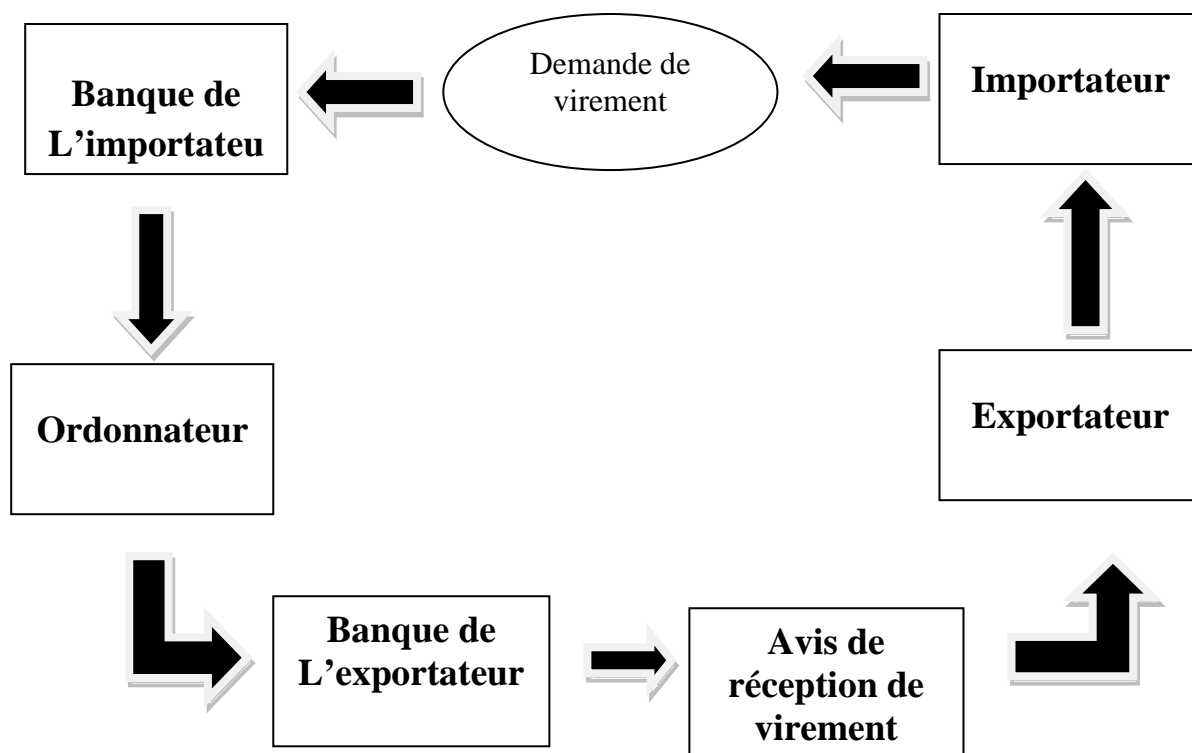 Banque de
L’importateu
Demande de
virement
Importateur
Ordonnateur
Exportateur
Banque de
L’exportateur
Avis de
réception de
virement